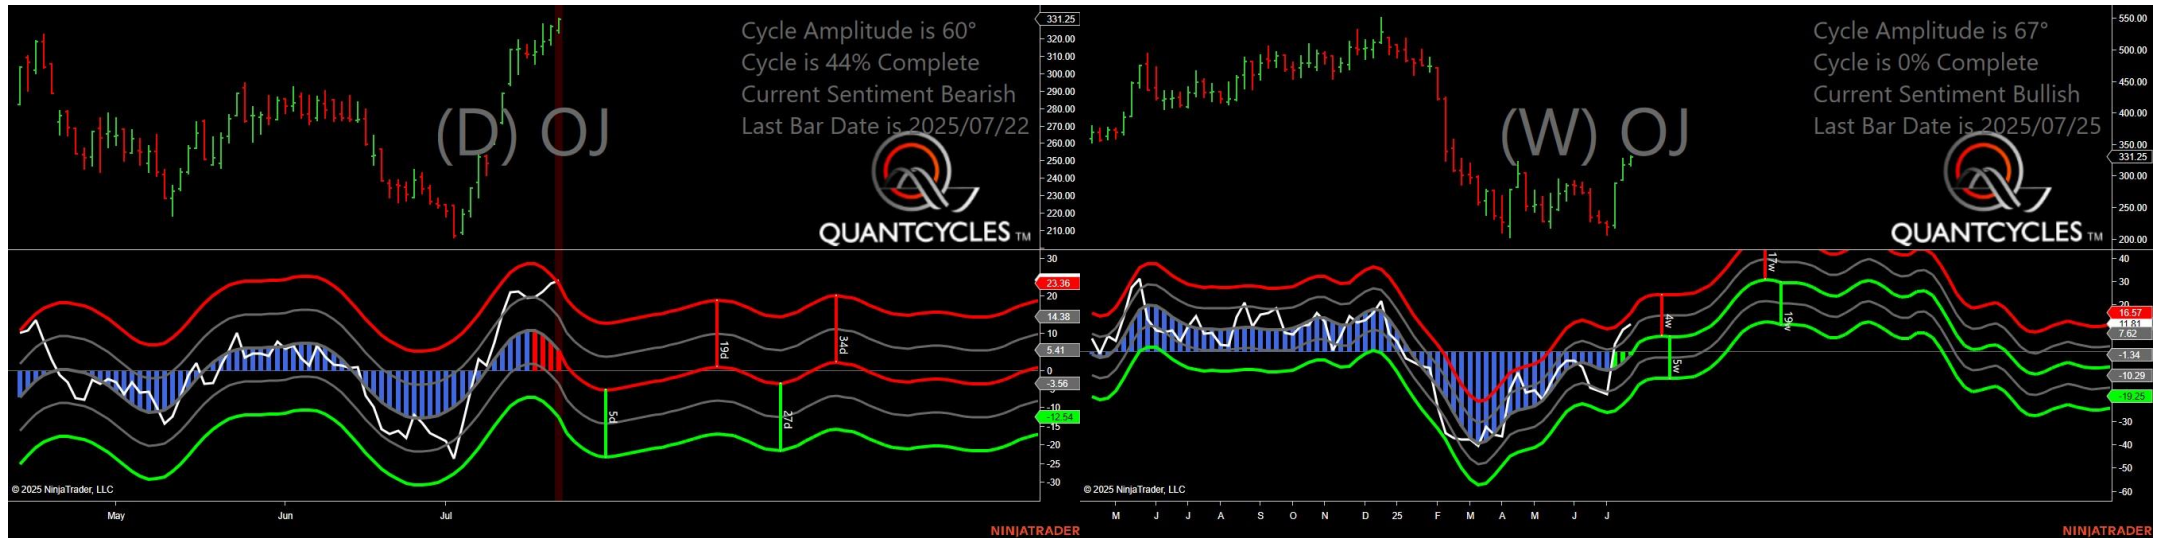 Cycle Amplitude is 60°
Cycle is 44% Complete
Current Sentiment Bearish
Last Bar Date is 2025/07/22
(D) OJ
QUANTCYCLES TM
331.25
320.00
310.00
300.00
290.00
280.00
270.00
260.00
250.00
240.00
230.00
220.00
210.00
30
23.36
20
14.38
10
5.41
0
-3.56
-10
-12.54
-15
-20
-25
-30
5d
19d
27d
34d
© 2025 NinjaTrader, LLC
May Jun Jul
NINJATRADER
Cycle Amplitude is 67°
Cycle is 0% Complete
Current Sentiment Bullish
Last Bar Date is 2025/07/25
(W) OJ
QUANTCYCLES TM
550.00
500.00
450.00
400.00
350.00
331.25
300.00
250.00
200.00
40
30
20
16.57
11.81
7.62
-1.34
-10.29
-19.25
-30
-40
-50
-60
4w
5w
17w
19w
© 2025 NinjaTrader, LLC
M J J A S O N D 25 F M A M J J
NINJATRADER